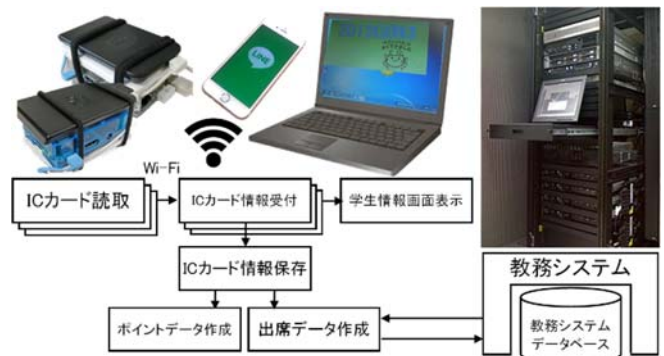 LINE
Wi-Fi
ICカード読取
ICカード情報受付
学生情報画面表示
ICカード情報保存
教務システム
ポイントデータ作成
出席データ作成
教務システム
データベース